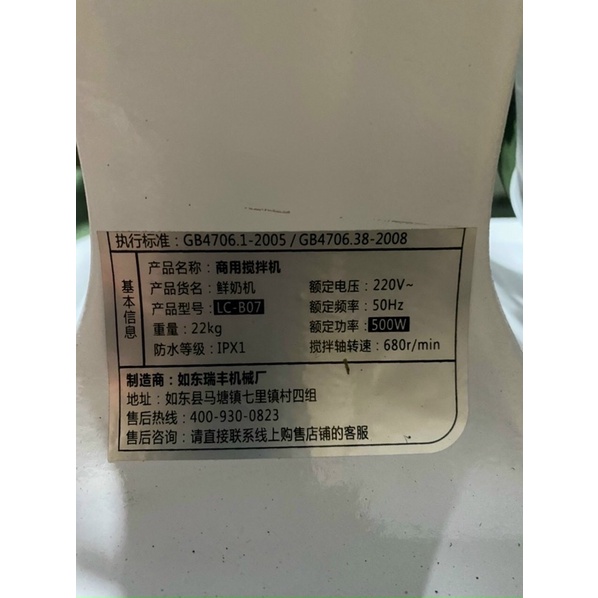 执行标准：GB4706.1-2005 / GB4706.38-2008
基本信息
产品名称：商用搅拌机
产品货名：鲜奶机
产品型号：LC-B07
重量：22kg
防水等级：IPX1
额定电压：220V~
额定频率：50Hz
额定功率：500W
搅拌轴转速：680r/min
制造商：如东瑞丰机械厂
地址：如东县马塘镇七里镇村四组
售后热线：400-930-0823
售后咨询：请直接联系线上购售店铺的客服